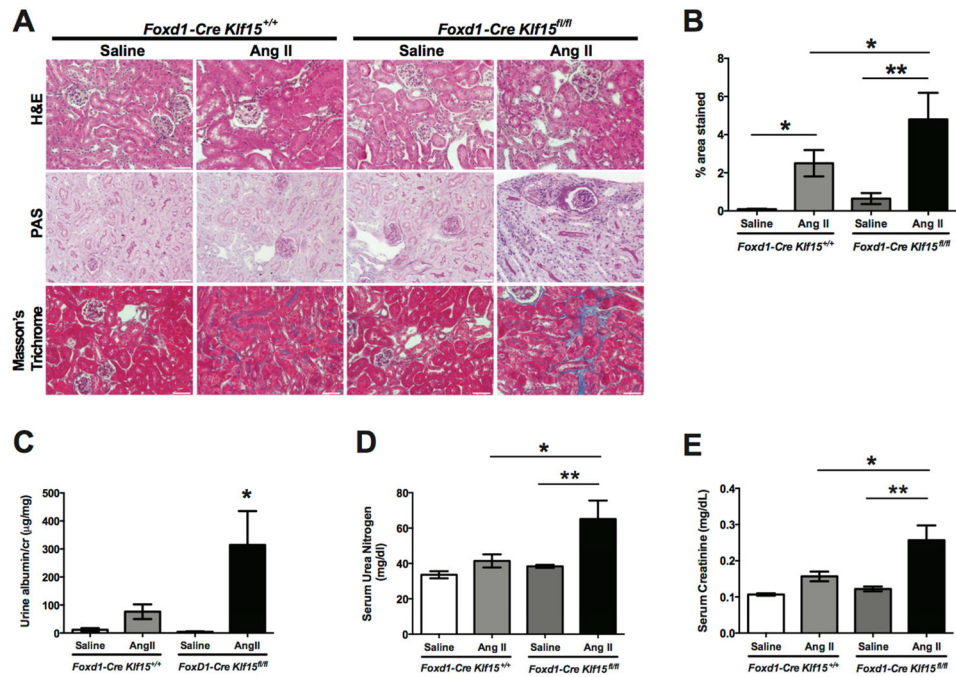 A
Foxd1-Cre Klf15+/+
Foxd1-Cre Klf15fl/fl
Saline
Ang II
Saline
Ang II
H&E
PAS
Masson's
Trichrome
B
% area stained
8
6
4
2
0
*
**
*
Saline
Ang II
Saline
Ang II
Foxd1-Cre Klf15+/+
Foxd1-Cre Klf15fl/fl
C
Urine albumin/cr (µg/mg)
500
400
300
200
100
0
*
Saline
AngII
Saline
AngII
Foxd1-Cre Klf15+/+
FoxD1-Cre Klf15fl/fl
D
Serum Urea Nitrogen
(mg/dl)
80
60
40
20
0
*
**
Saline
Ang II
Saline
Ang II
Foxd1-Cre Klf15+/+
Foxd1-Cre Klf15fl/fl
E
Serum Creatinine (mg/dL)
0.4
0.3
0.2
0.1
0.0
*
**
Saline
Ang II
Saline
Ang II
Foxd1-Cre Klf15+/+
Foxd1-Cre Klf15fl/fl